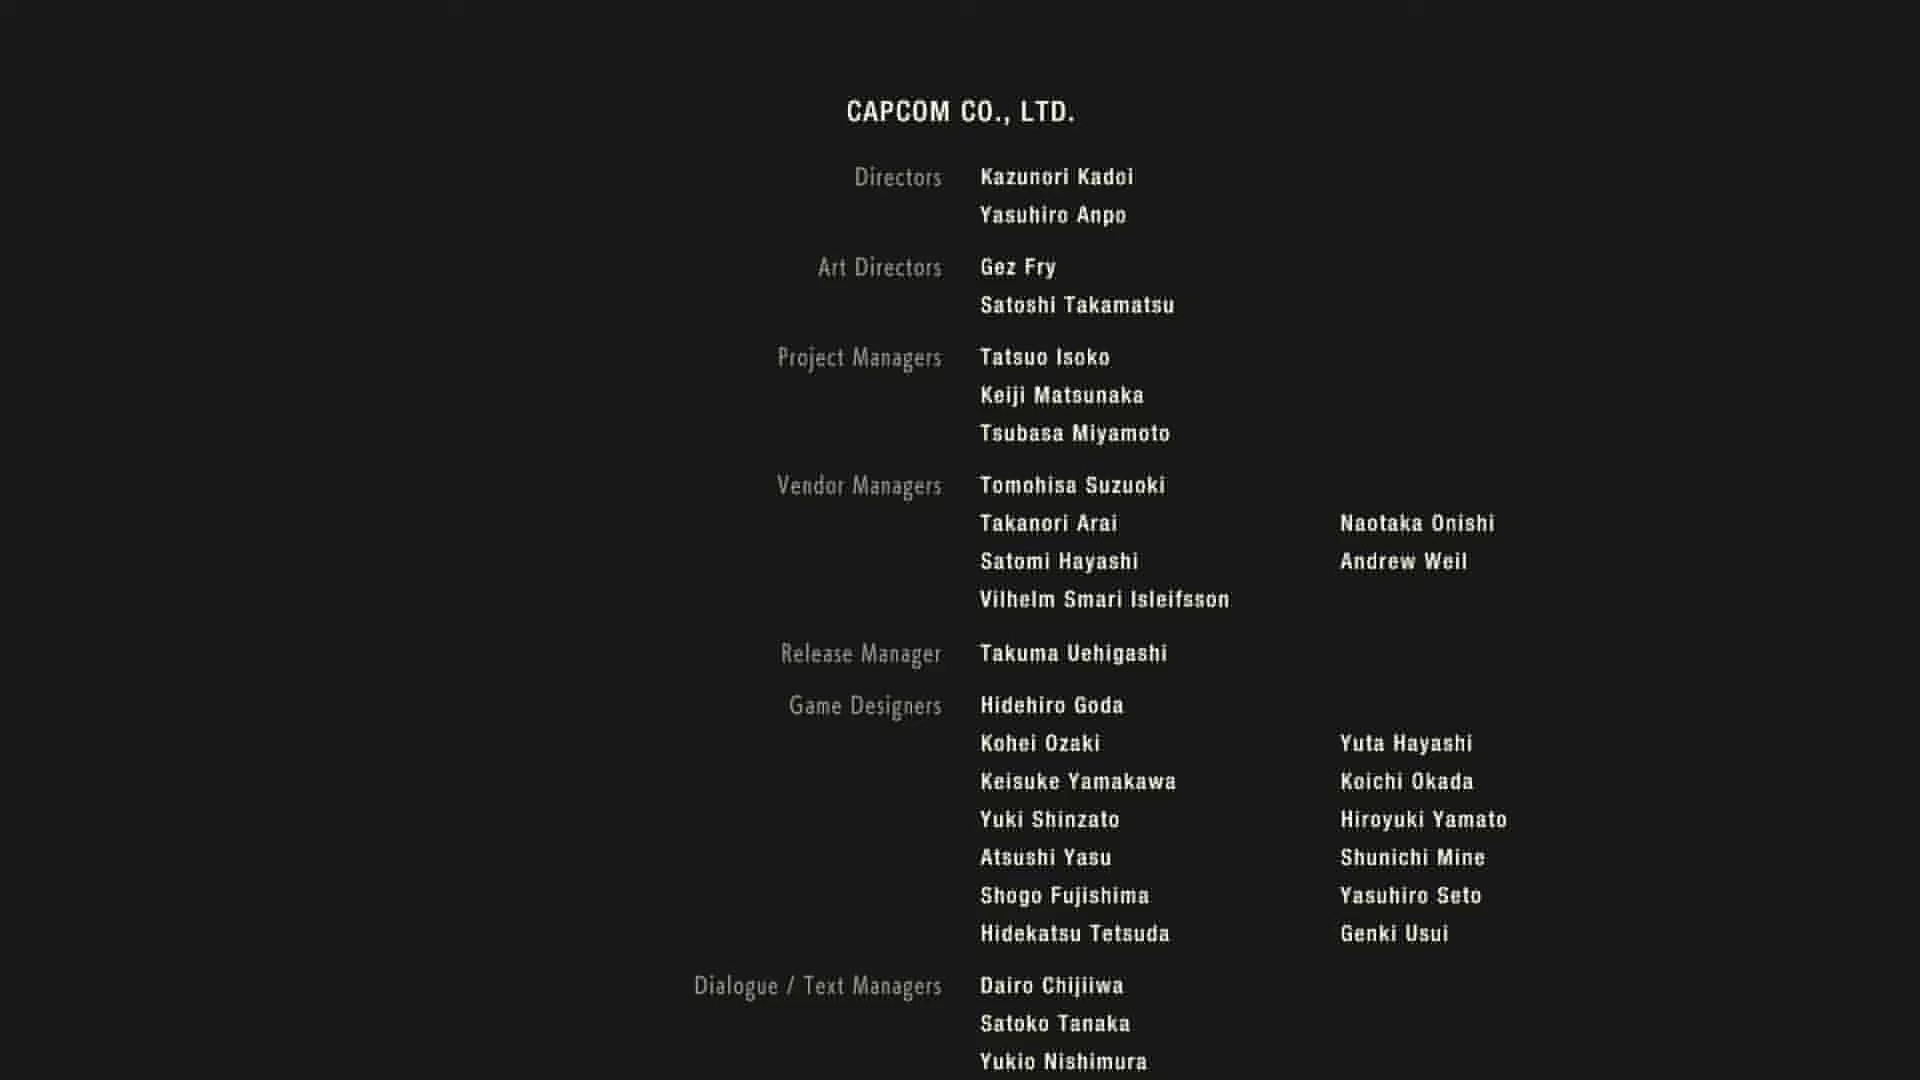 CAPCOM CO., LTD.
Directors Kazunori Kadoi
Yasuhiro Anpo
Art Directors Gez Fry
Satoshi Takamatsu
Project Managers Tatsuo Isoko
Keiji Matsunaka
Tsubasa Miyamoto
Vendor Managers Tomohisa Suzuoki
Takanori Arai Naotaka Onishi
Satomi Hayashi Andrew Weil
Vilhelm Smari Isleifsson
Release Manager Takuma Uehigashi
Game Designers Hidehiro Goda
Kohei Ozaki Yuta Hayashi
Keisuke Yamakawa Koichi Okada
Yuki Shinzato Hiroyuki Yamato
Atsushi Yasu Shunichi Mine
Shogo Fujishima Yasuhiro Seto
Hidekatsu Tetsuda Genki Usui
Dialogue / Text Managers Dairo Chijiiwa
Satoko Tanaka
Yukio Nishimura